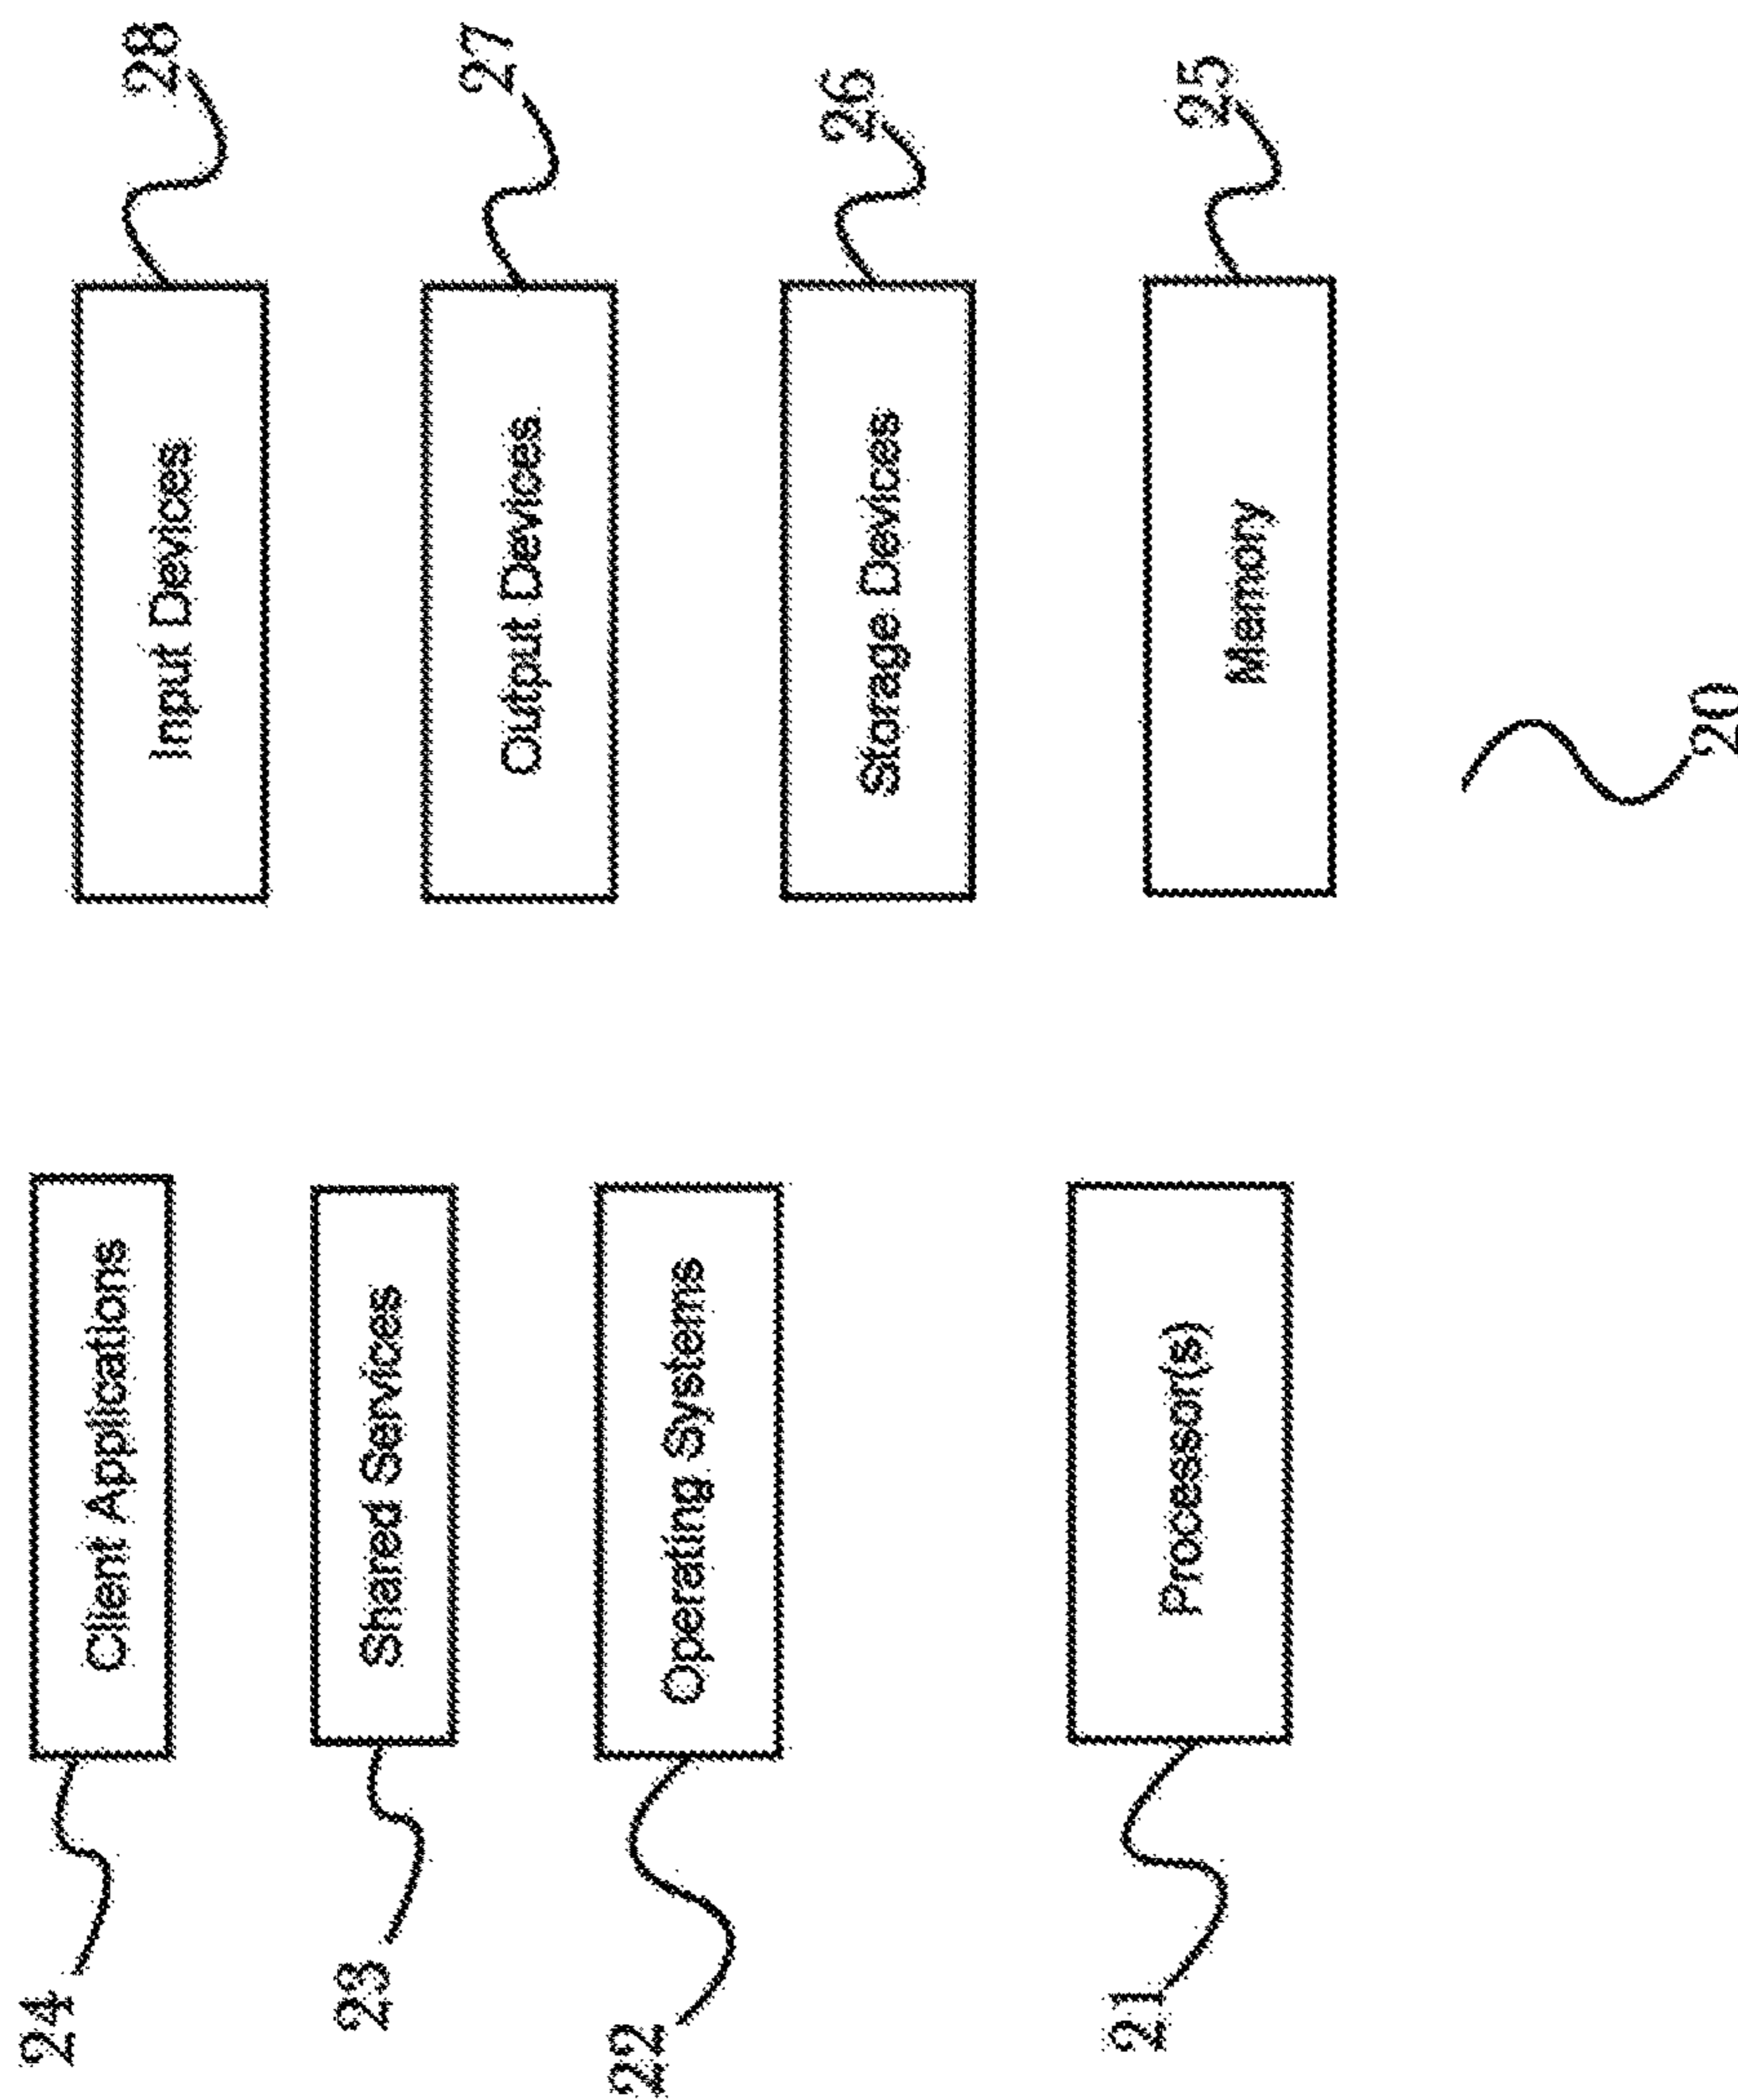 24
Client Applications
Input Devices
28
23
Shared Services
Output Devices
27
22
Operating Systems
Storage Devices
26
21
Processor(s)
Memory
25
20